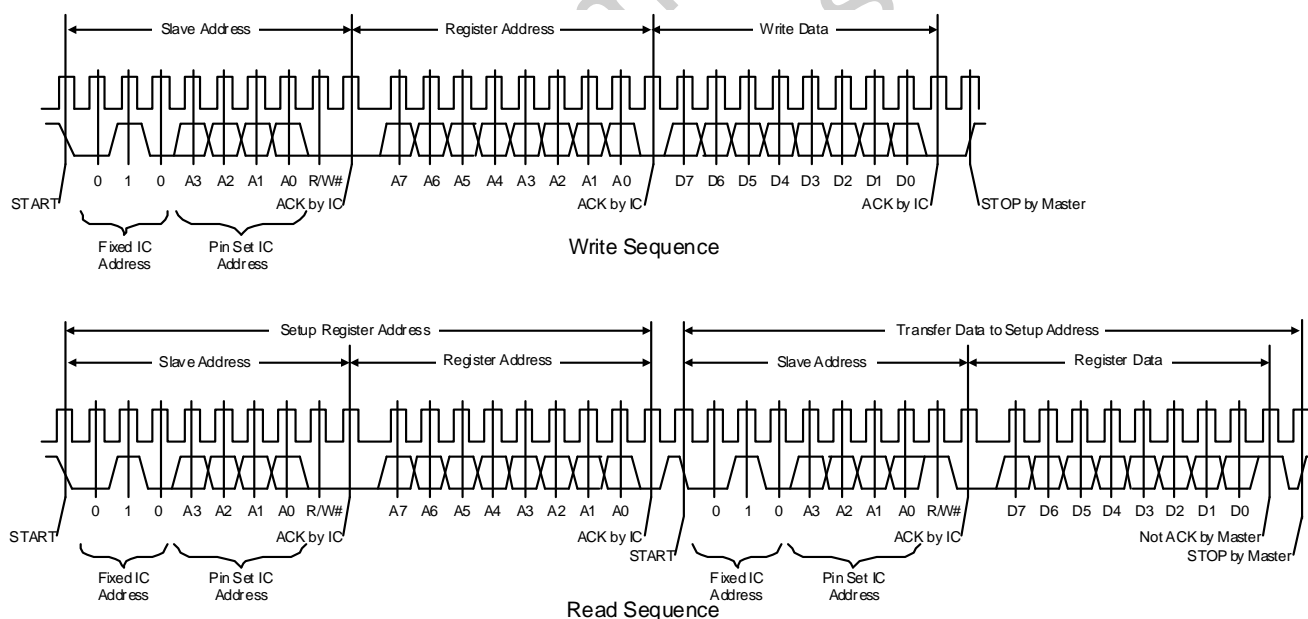 Slave Address Register Address Write Data
0 1 0 A3 A2 A1 A0 R/W# A7 A6 A5 A4 A3 A2 A1 A0 D7 D6 D5 D4 D3 D2 D1 D0
START ACK by IC ACK by IC ACK by IC STOP by Master
Fixed IC Address Pin Set IC Address
Write Sequence
Setup Register Address Transfer Data to Setup Address
Slave Address Register Address Slave Address Register Data
0 1 0 A3 A2 A1 A0 R/W# A7 A6 A5 A4 A3 A2 A1 A0 0 1 0 A3 A2 A1 A0 R/W# D7 D6 D5 D4 D3 D2 D1 D0
START ACK by IC ACK by IC START ACK by IC Not ACK by Master
STOP by Master
Fixed IC Address Pin Set IC Address Fixed IC Address Pin Set IC Address
Read Sequence